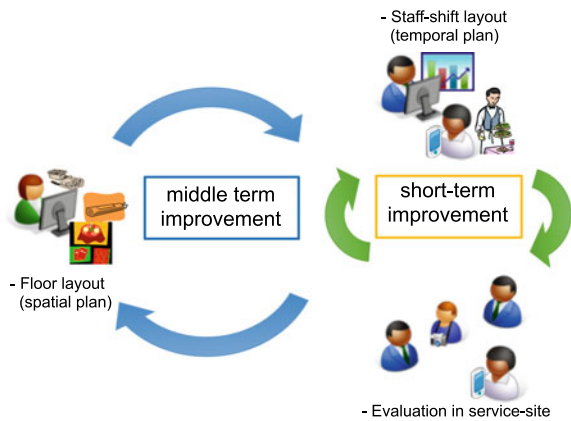 - Staff-shift layout
(temporal plan)
middle term
improvement
short-term
improvement
- Floor layout
(spatial plan)
- Evaluation in service-site